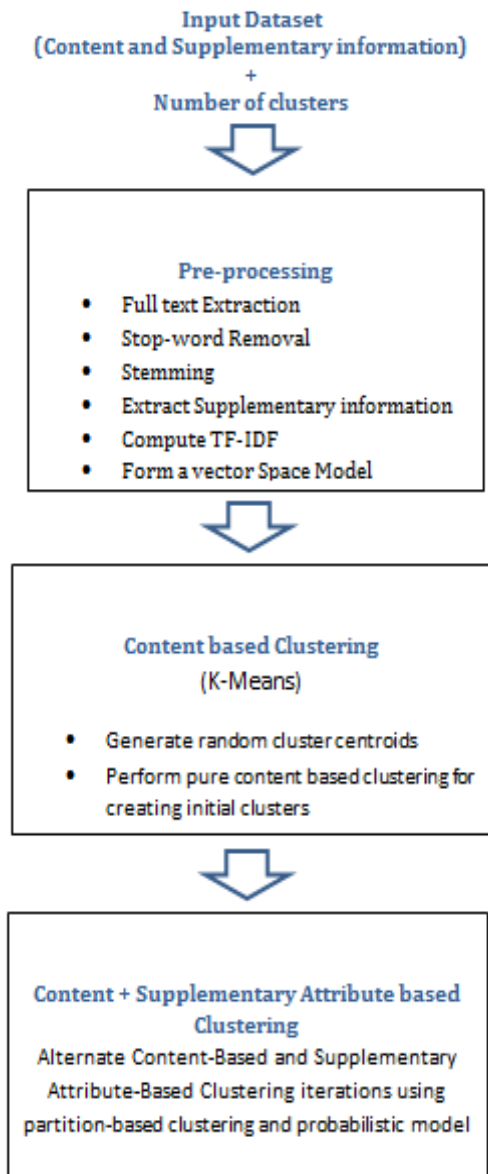 Input Dataset
(Content and Supplementary information)
+
Number of clusters
Pre-processing
• Full text Extraction
• Stop-word Removal
• Stemming
• Extract Supplementary information
• Compute TF-IDF
• Form a vector Space Model
Content based Clustering
(K-Means)
• Generate random cluster centroids
• Perform pure content based clustering for
creating initial clusters
Content + Supplementary Attribute based
Clustering
Alternate Content-Based and Supplementary
Attribute-Based Clustering iterations using
partition-based clustering and probabilistic model